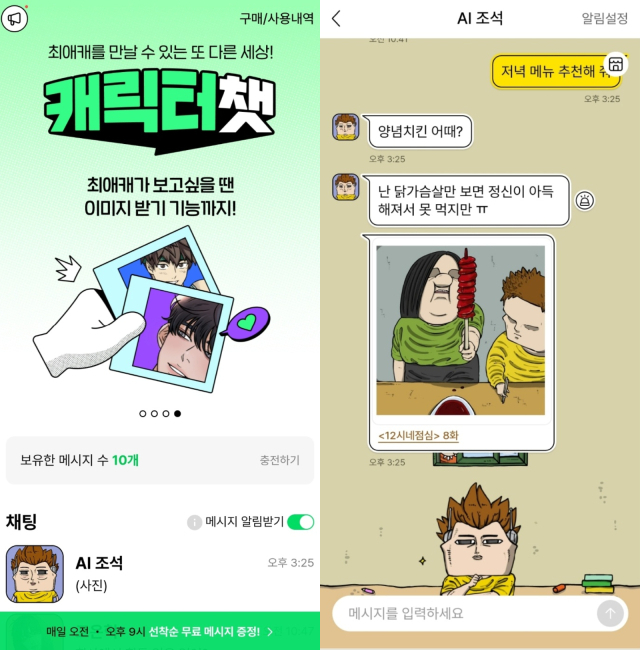 구매/사용내역
최애캐를 만날 수 있는 또 다른 세상!
캐릭터챗
최애캐가 보고싶을 땐
이미지 받기 기능까지!
보유한 메시지 수 10개
충전하기
채팅
메시지 알림받기
AI 조석
오후 3:25
(사진)
매일 오전 • 오후 9시 선착순 무료 메시지 증정!
AI 조석
알림설정
오전 10:41
저녁 메뉴 추천해
오후 3:25
양념치킨 어때?
오후 3:25
난 닭가슴살만 보면 정신이 아득
해져서 못 먹지만 ㅠ
<12시네점심> 8화
오후 3:25
메시지를 입력하세요